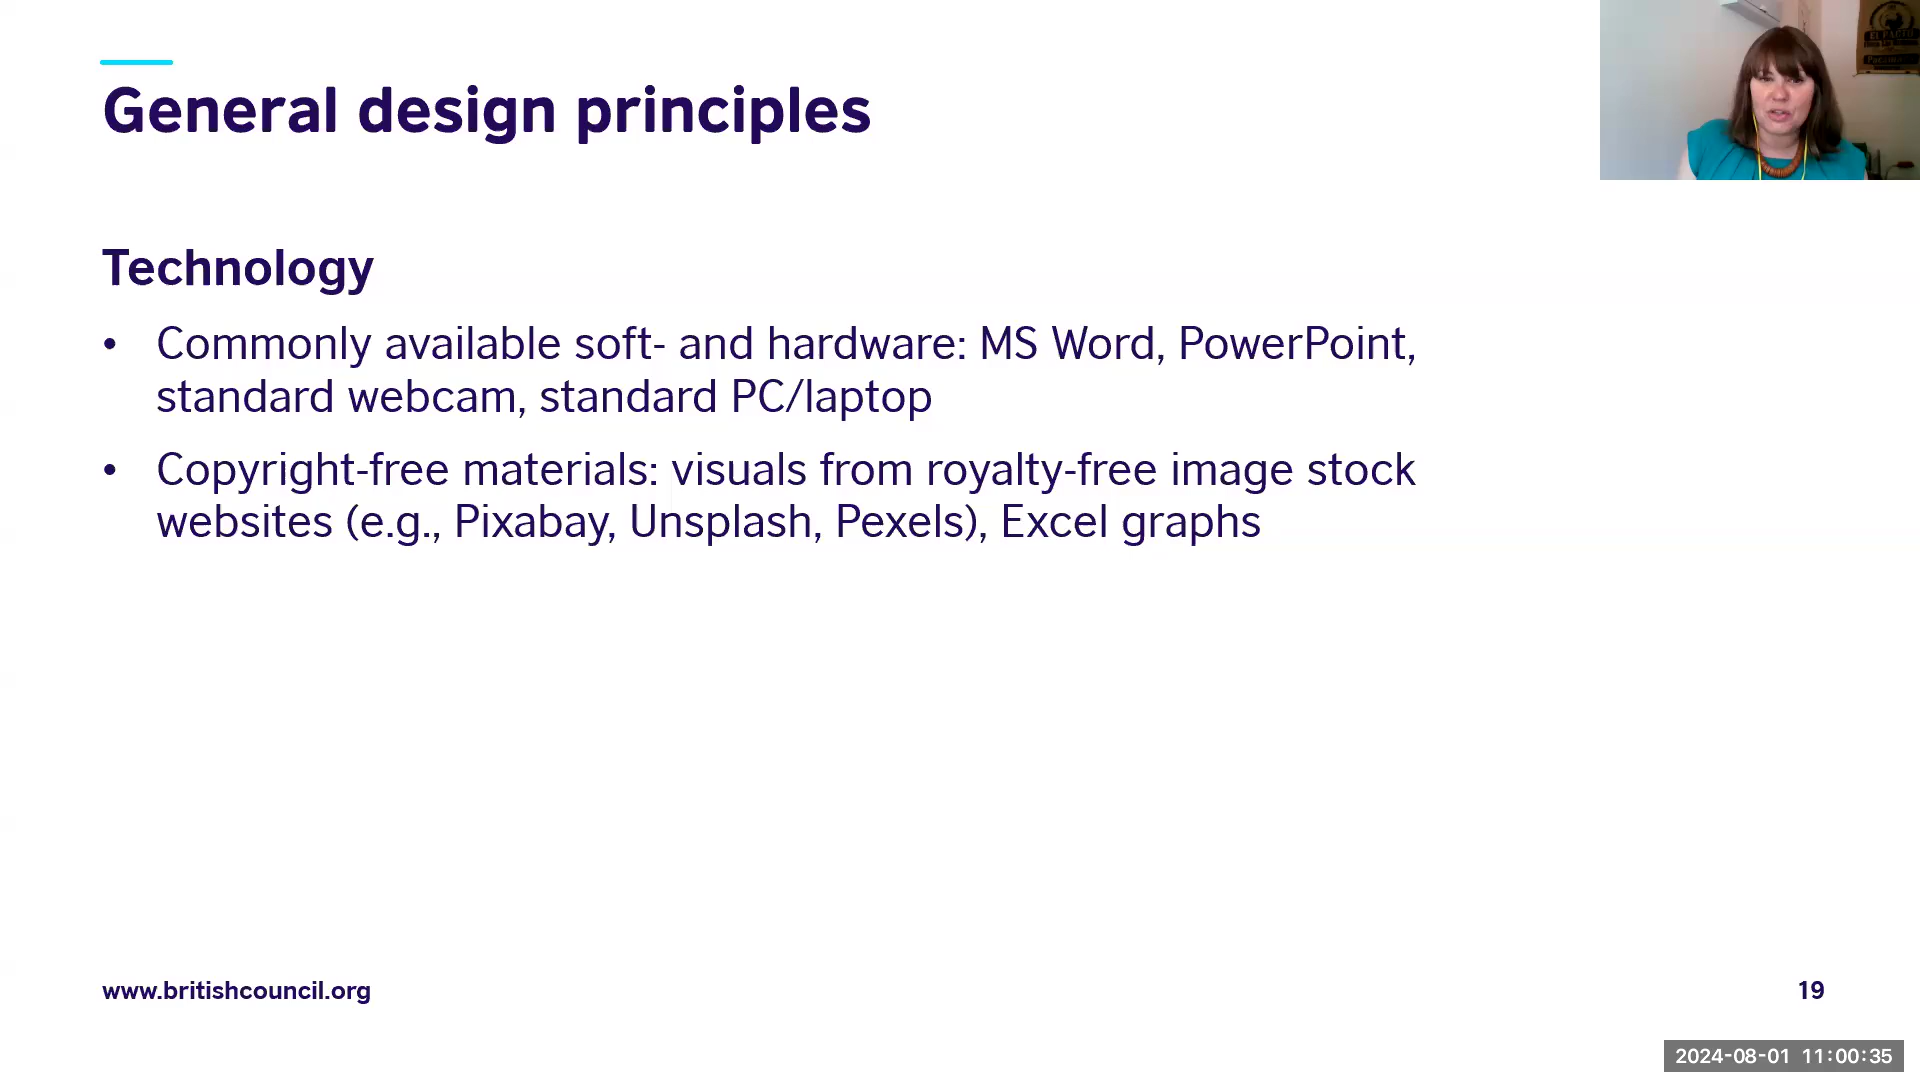 General design principles
Technology
• Commonly available soft- and hardware: MS Word, PowerPoint,
standard webcam, standard PC/laptop
• Copyright-free materials: visuals from royalty-free image stock
websites (e.g., Pixabay, Unsplash, Pexels), Excel graphs
www.britishcouncil.org
19
2024-08-01 11:00:35